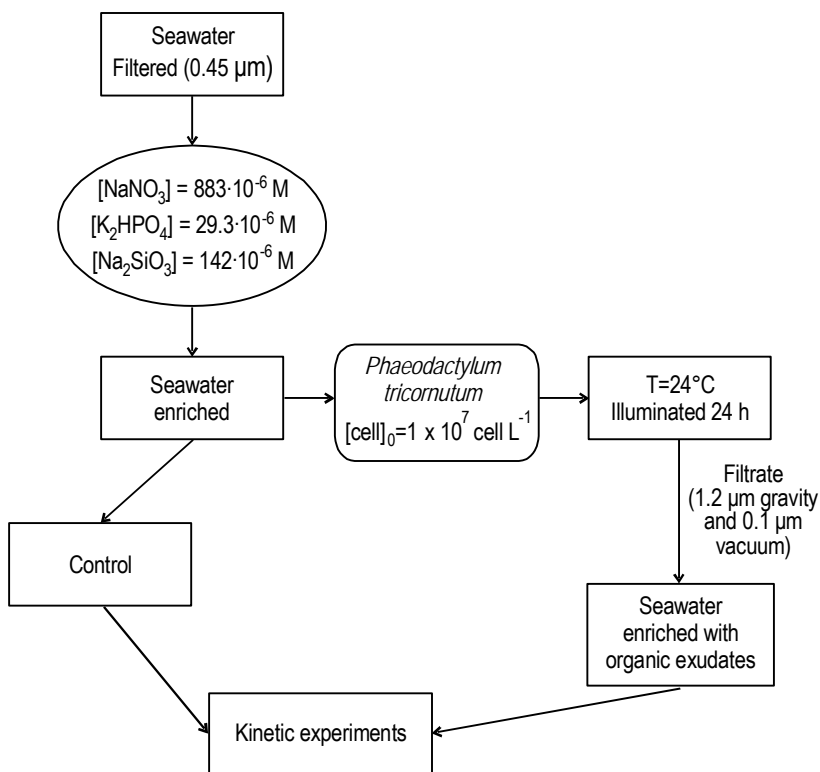 Seawater
Filtered (0.45 µm)
[NaNO₃] = 883·10⁻⁶ M
[K₂HPO₄] = 29.3·10⁻⁶ M
[Na₂SiO₃] = 142·10⁻⁶ M
Seawater
enriched
Phaeodactylum
tricornutum
[cell]₀=1 x 10⁷ cell L⁻¹
T=24°C
Illuminated 24 h
Filtrate
(1.2 µm gravity
and 0.1 µm
vacuum)
Control
Seawater
enriched with
organic exudates
Kinetic experiments